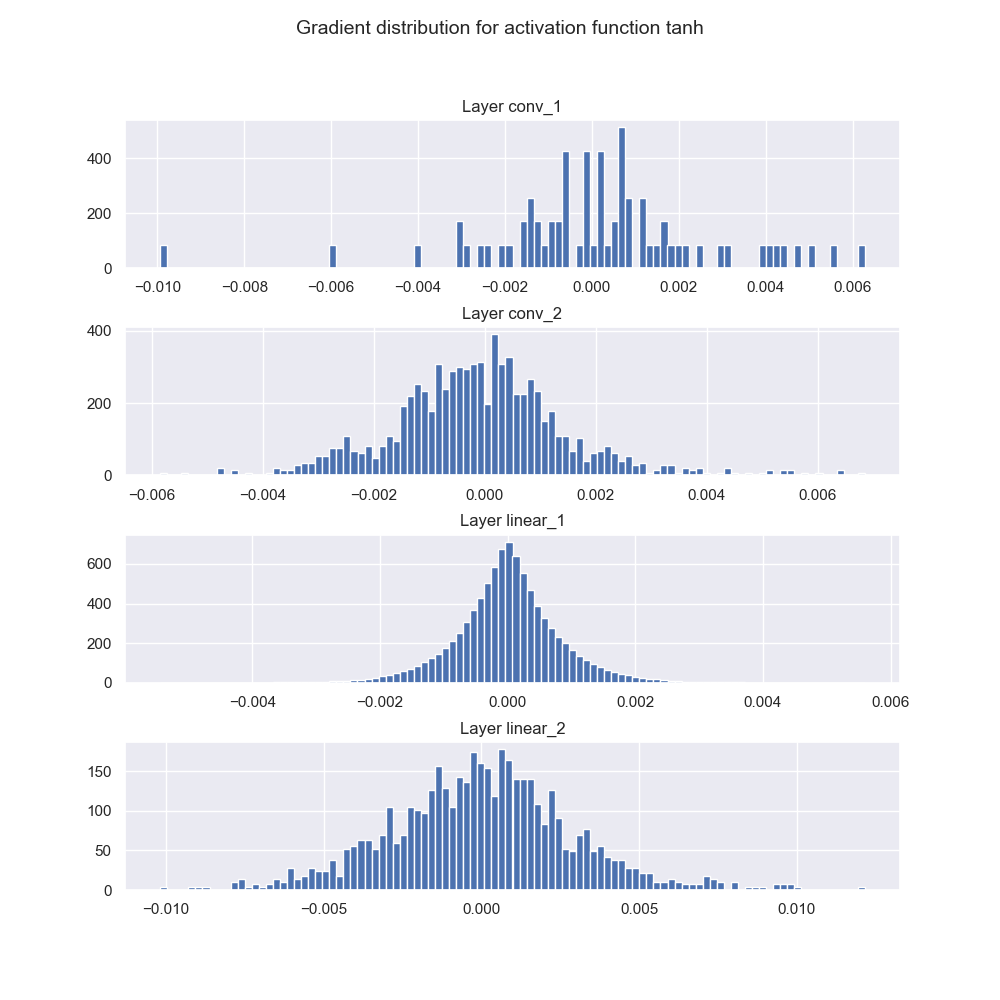 Gradient distribution for activation function tanh
Layer conv_1
400
200
0
−0.010 −0.008 −0.006 −0.004 −0.002 0.000 0.002 0.004 0.006
Layer conv_2
400
200
0
−0.006 −0.004 −0.002 0.000 0.002 0.004 0.006
Layer linear_1
600
400
200
0
−0.004 −0.002 0.000 0.002 0.004 0.006
Layer linear_2
150
100
50
0
−0.010 −0.005 0.000 0.005 0.010